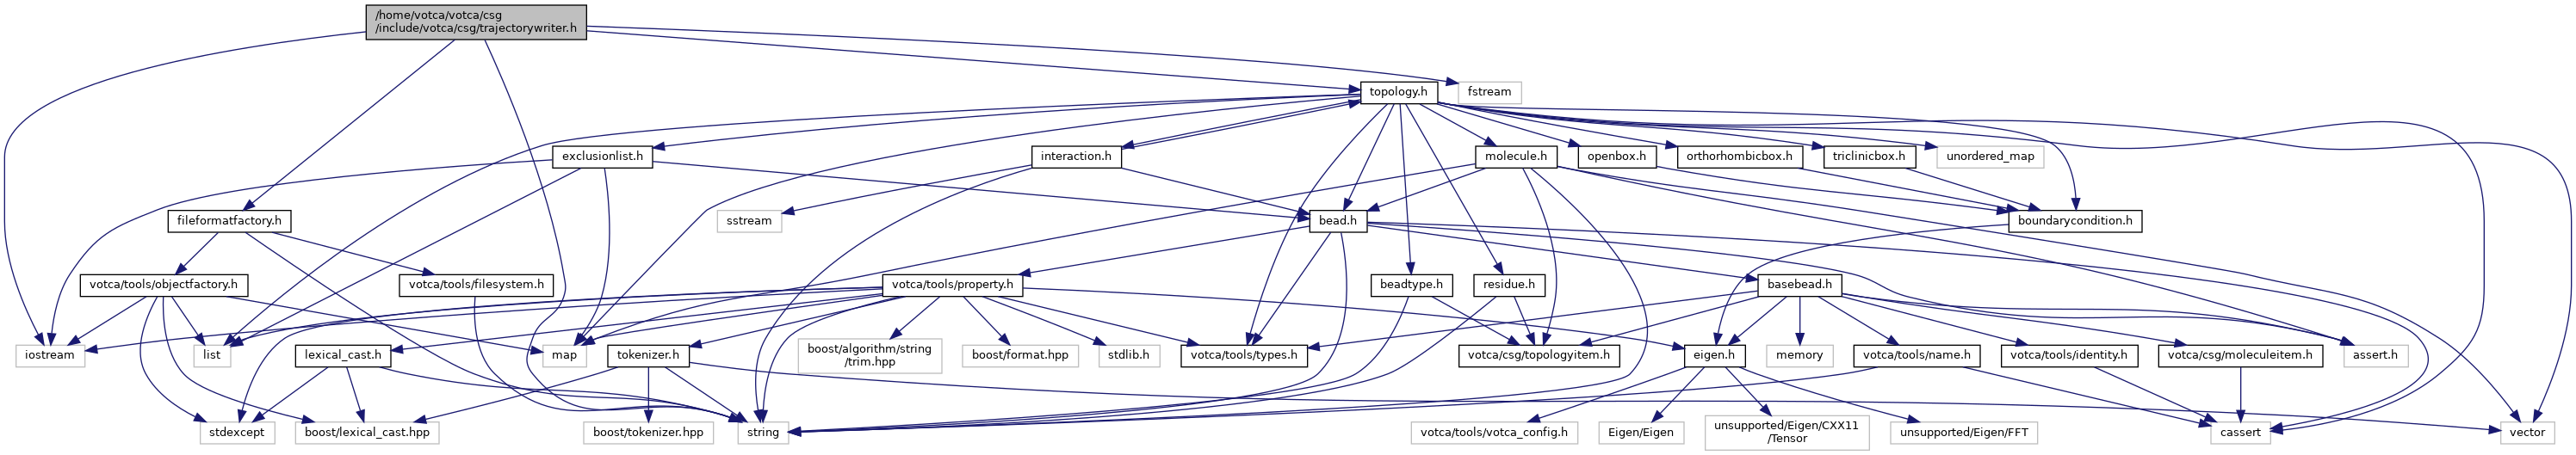 /home/votca/votca/csg
/include/votca/csg/trajectorywriter.h
topology.h
fstream
exclusionlist.h
interaction.h
molecule.h
openbox.h
orthorhombicbox.h
triclinicbox.h
unordered_map
fileformatfactory.h
sstream
bead.h
boundarycondition.h
votca/tools/objectfactory.h
votca/tools/filesystem.h
votca/tools/property.h
beadtype.h
residue.h
basebead.h
iostream
list
lexical_cast.h
map
tokenizer.h
boost/algorithm/string
/trim.hpp
boost/format.hpp
stdlib.h
votca/tools/types.h
votca/csg/topologyitem.h
eigen.h
memory
votca/tools/name.h
votca/tools/identity.h
votca/csg/moleculeitem.h
assert.h
stdexcept
boost/lexical_cast.hpp
boost/tokenizer.hpp
string
votca/tools/votca_config.h
Eigen/Eigen
unsupported/Eigen/CXX11
/Tensor
unsupported/Eigen/FFT
cassert
vector